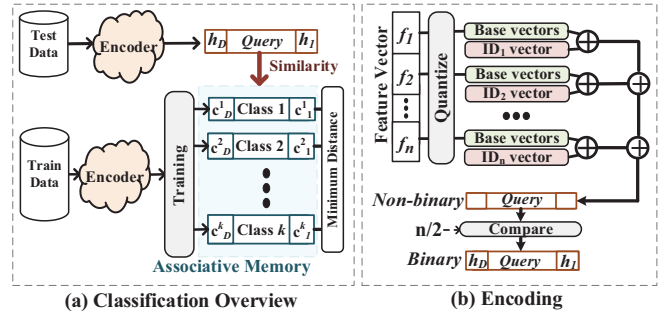 Test
Data
Encoder
h_D Query h_1
Similarity
Train
Data
Encoder
Training
c^1_D Class 1 c^1_1
c^2_D Class 2 c^2_1
c^k_D Class k c^k_1
Minimum Distance
Associative Memory
(a) Classification Overview
Feature Vector
f_1
f_2
f_n
Quantize
Base vectors
ID_1 vector
Base vectors
ID_2 vector
Base vectors
ID_n vector
Non-binary Query
n/2 Compare
Binary h_D Query h_1
(b) Encoding